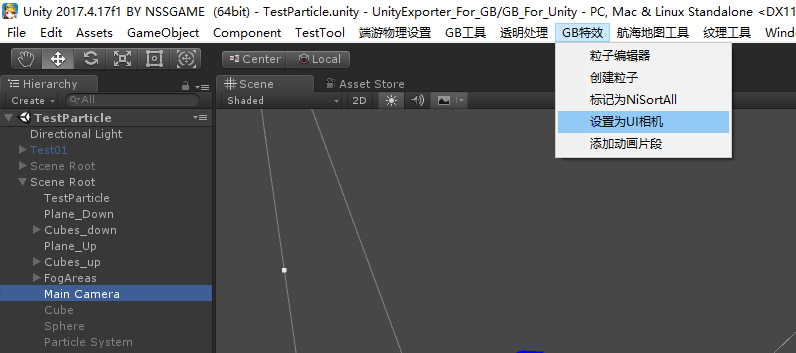 Unity 2017.4.17f1 BY NSSGAME (64bit) - TestParticle.unity - UnityExporter_For_GB/GB_For_Unity - PC, Mac & Linux Standalone <DX11
File Edit Assets GameObject Component TestTool 端游物理设置 GB工具 透明处理 GB特效 航海地图工具 纹理工具 Wind
粒子编辑器
创建粒子
标记为NiSortAll
设置为UI相机
添加动画片段
Center Local
Hierarchy
Create All
TestParticle
Directional Light
Test01
Scene Root
Scene Root
TestParticle
Plane_Down
Cubes_down
Plane_Up
Cubes_up
FogAreas
Main Camera
Cube
Sphere
Particle System
Scene Asset Store
Shaded 2D